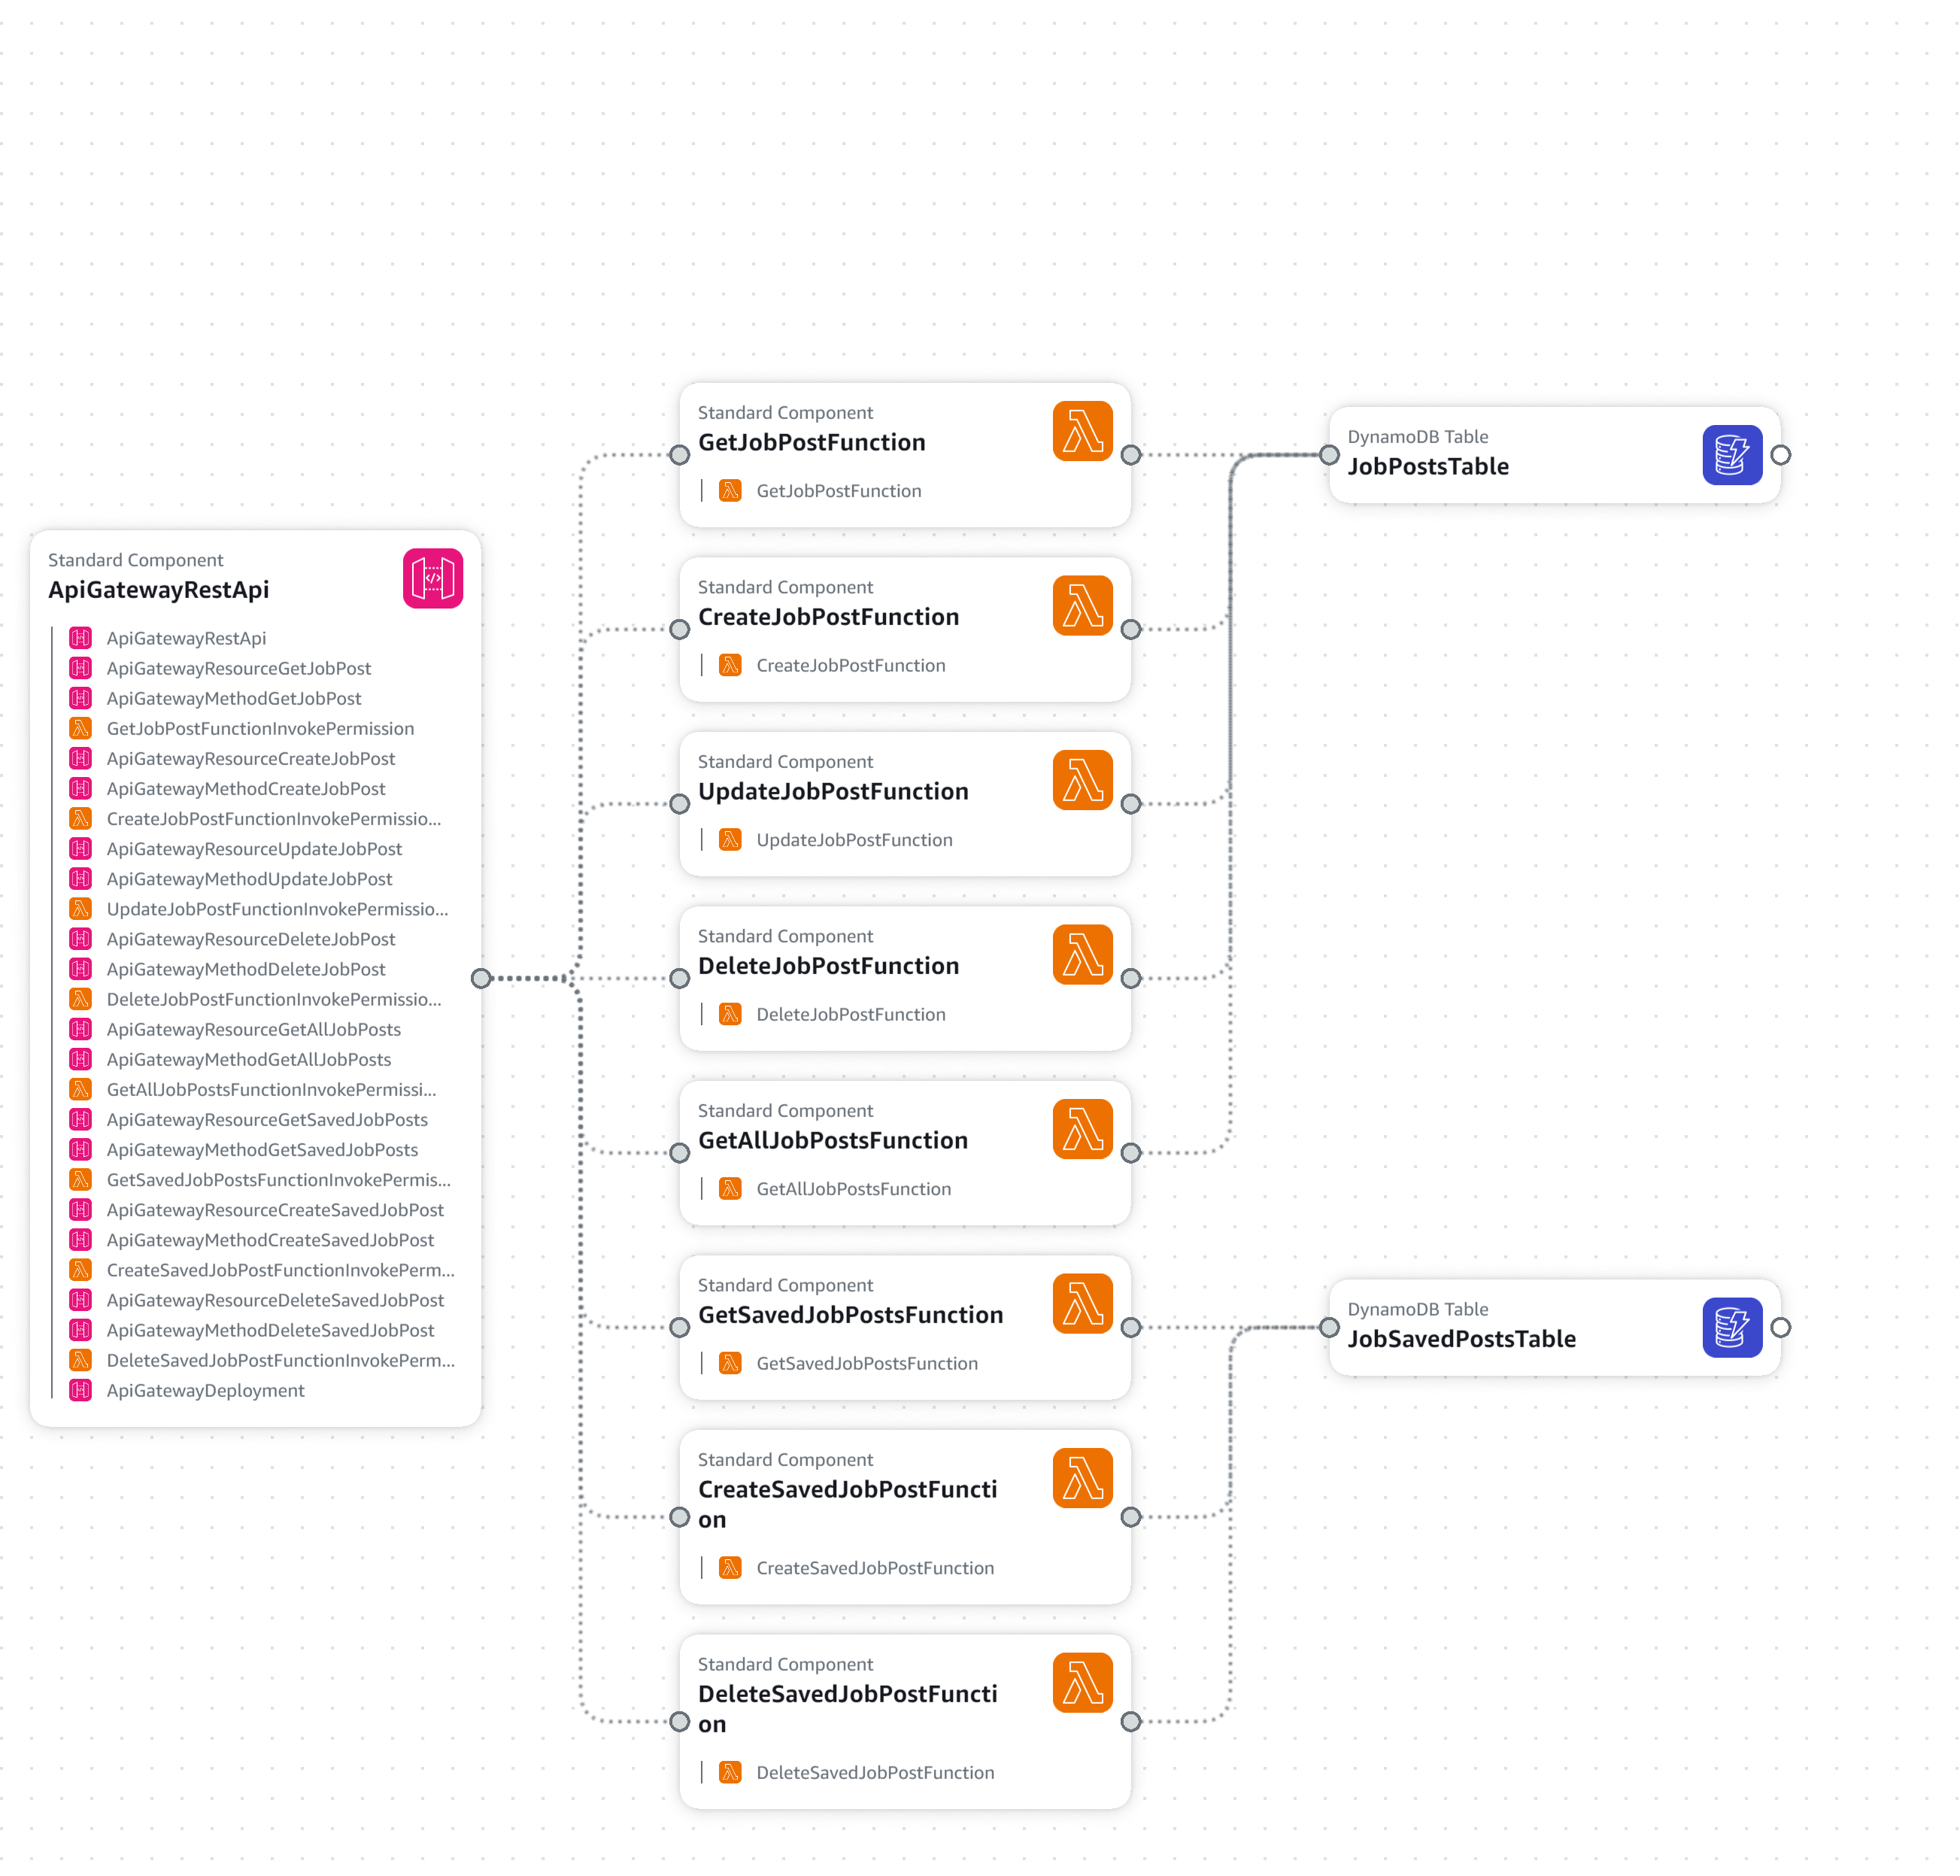 Standard Component
ApiGatewayRestApi
ApiGatewayRestApi
ApiGatewayResourceGetJobPost
ApiGatewayMethodGetJobPost
GetJobPostFunctionInvokePermission
ApiGatewayResourceCreateJobPost
ApiGatewayMethodCreateJobPost
CreateJobPostFunctionInvokePermissio...
ApiGatewayResourceUpdateJobPost
ApiGatewayMethodUpdateJobPost
UpdateJobPostFunctionInvokePermissio...
ApiGatewayResourceDeleteJobPost
ApiGatewayMethodDeleteJobPost
DeleteJobPostFunctionInvokePermissio...
ApiGatewayResourceGetAllJobPosts
ApiGatewayMethodGetAllJobPosts
GetAllJobPostsFunctionInvokePermissi...
ApiGatewayResourceGetSavedJobPosts
ApiGatewayMethodGetSavedJobPosts
GetSavedJobPostsFunctionInvokePermis...
ApiGatewayResourceCreateSavedJobPost
ApiGatewayMethodCreateSavedJobPost
CreateSavedJobPostFunctionInvokePerm...
ApiGatewayResourceDeleteSavedJobPost
ApiGatewayMethodDeleteSavedJobPost
DeleteSavedJobPostFunctionInvokePerm...
ApiGatewayDeployment
Standard Component
GetJobPostFunction
GetJobPostFunction
Standard Component
CreateJobPostFunction
CreateJobPostFunction
Standard Component
UpdateJobPostFunction
UpdateJobPostFunction
Standard Component
DeleteJobPostFunction
DeleteJobPostFunction
Standard Component
GetAllJobPostsFunction
GetAllJobPostsFunction
Standard Component
GetSavedJobPostsFunction
GetSavedJobPostsFunction
Standard Component
CreateSavedJobPostFuncti
on
CreateSavedJobPostFunction
Standard Component
DeleteSavedJobPostFuncti
on
DeleteSavedJobPostFunction
DynamoDB Table
JobPostsTable
DynamoDB Table
JobSavedPostsTable